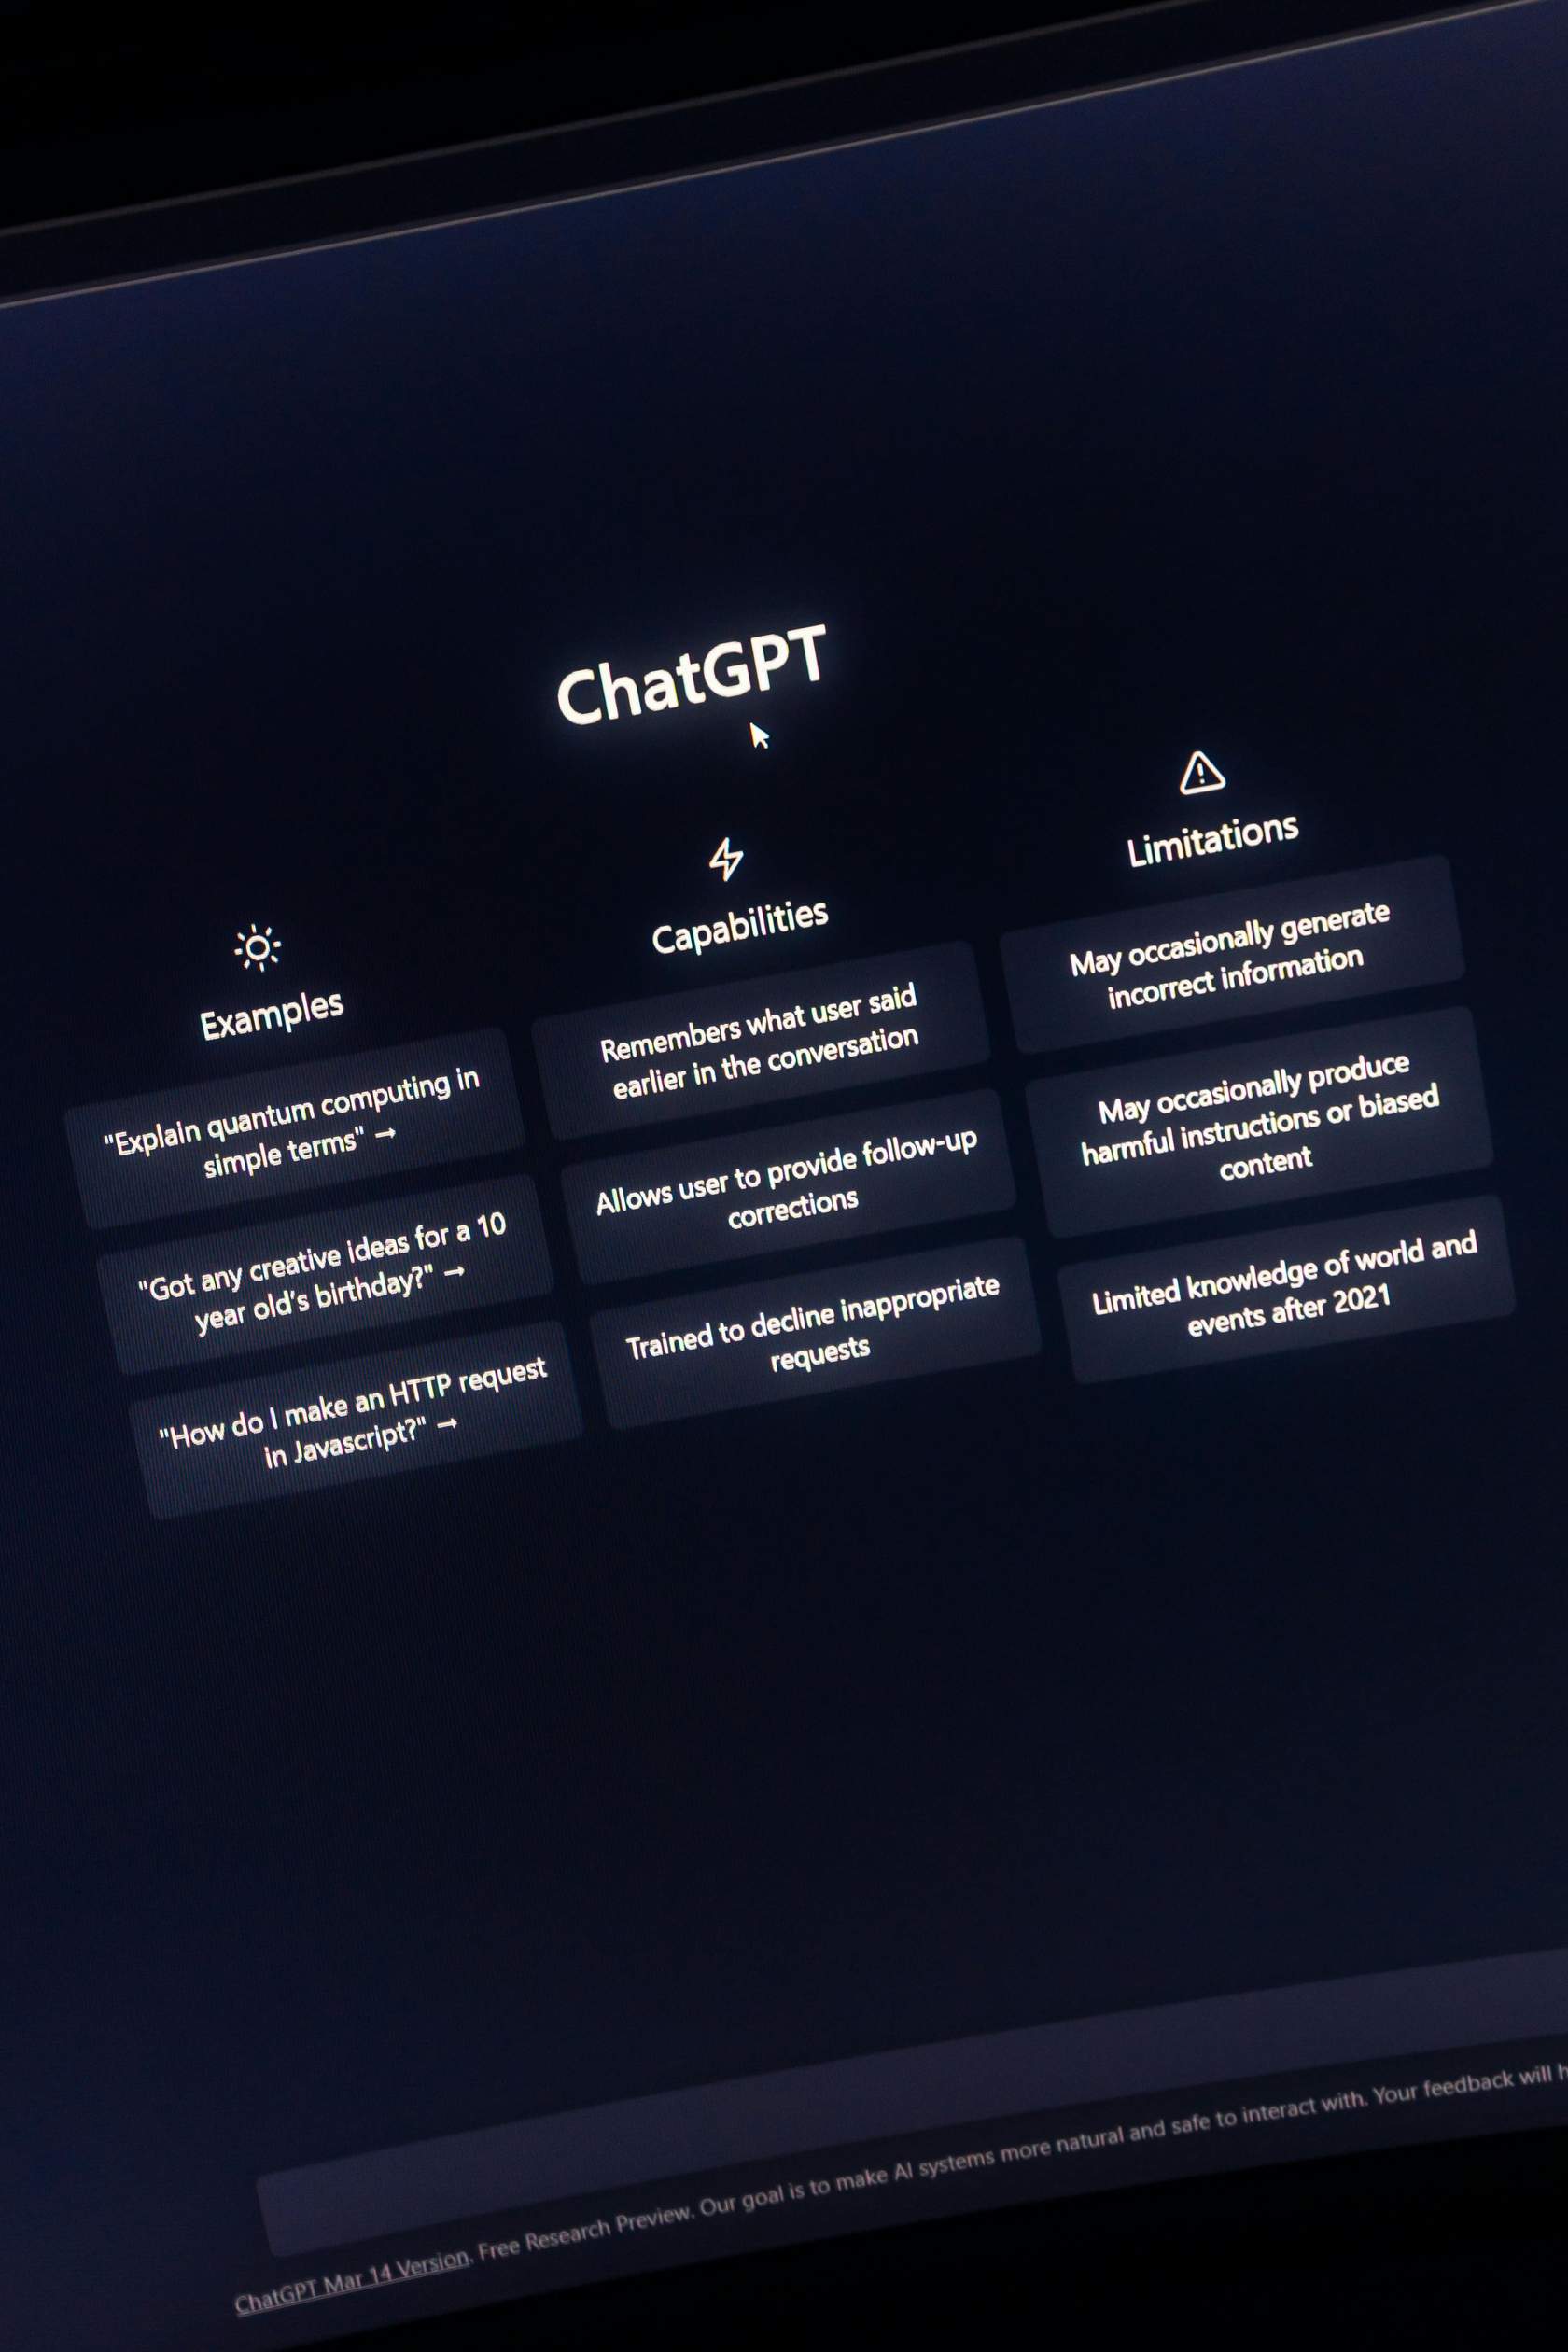 ChatGPT
Examples
"Explain quantum computing in
simple terms" →
"Got any creative ideas for a 10
year old's birthday?" →
"How do I make an HTTP request
in Javascript?" →
Capabilities
Remembers what user said
earlier in the conversation
Allows user to provide follow-up
corrections
Trained to decline inappropriate
requests
Limitations
May occasionally generate
incorrect information
May occasionally produce
harmful instructions or biased
content
Limited knowledge of world and
events after 2021
ChatGPT Mar 14 Version. Free Research Preview. Our goal is to make AI systems more natural and safe to interact with. Your feedback will